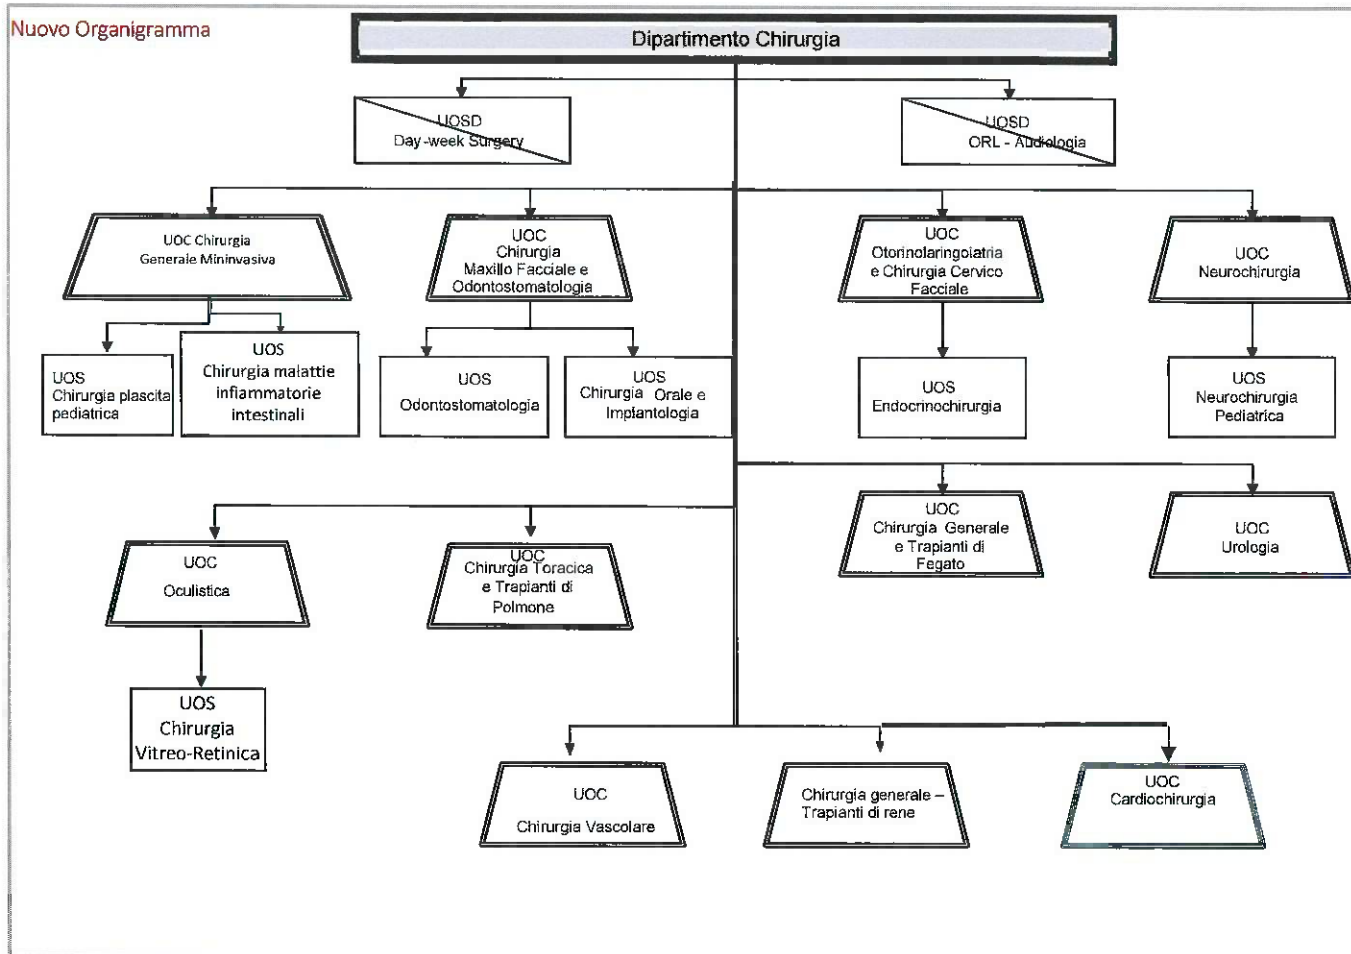 Nuovo Organigramma
Dipartimento Chirurgia
UOSD
Day-week Surgery
UOSD
ORL - Audiologia
UOC Chirurgia
Generale Mininvasiva
UOC
Chirurgia
Maxillo Facciale e
Odontostomatologia
UOC
Otorinolaringoiatria
e Chirurgia Cervico
Facciale
UOC
Neurochirurgia
UOS
Chirurgia plascita
pediatrica
UOS
Chirurgia malattie
infiammatorie
intestinali
UOS
Odontostomatologia
UOS
Chirurgia Orale e
Implantologia
UOS
Endocrinochirurgia
UOS
Neurochirurgia
Pediatrica
UOC
Oculistica
UOC
Chirurgia Toracica
e Trapianti di
Polmone
UOC
Chirurgia Generale
e Trapianti di
Fegato
UOC
Urologia
UOS
Chirurgia
Vitreo-Retinica
UOC
Chirurgia Vascolare
Chirurgia generale –
Trapianti di rene
UOC
Cardiochirurgia